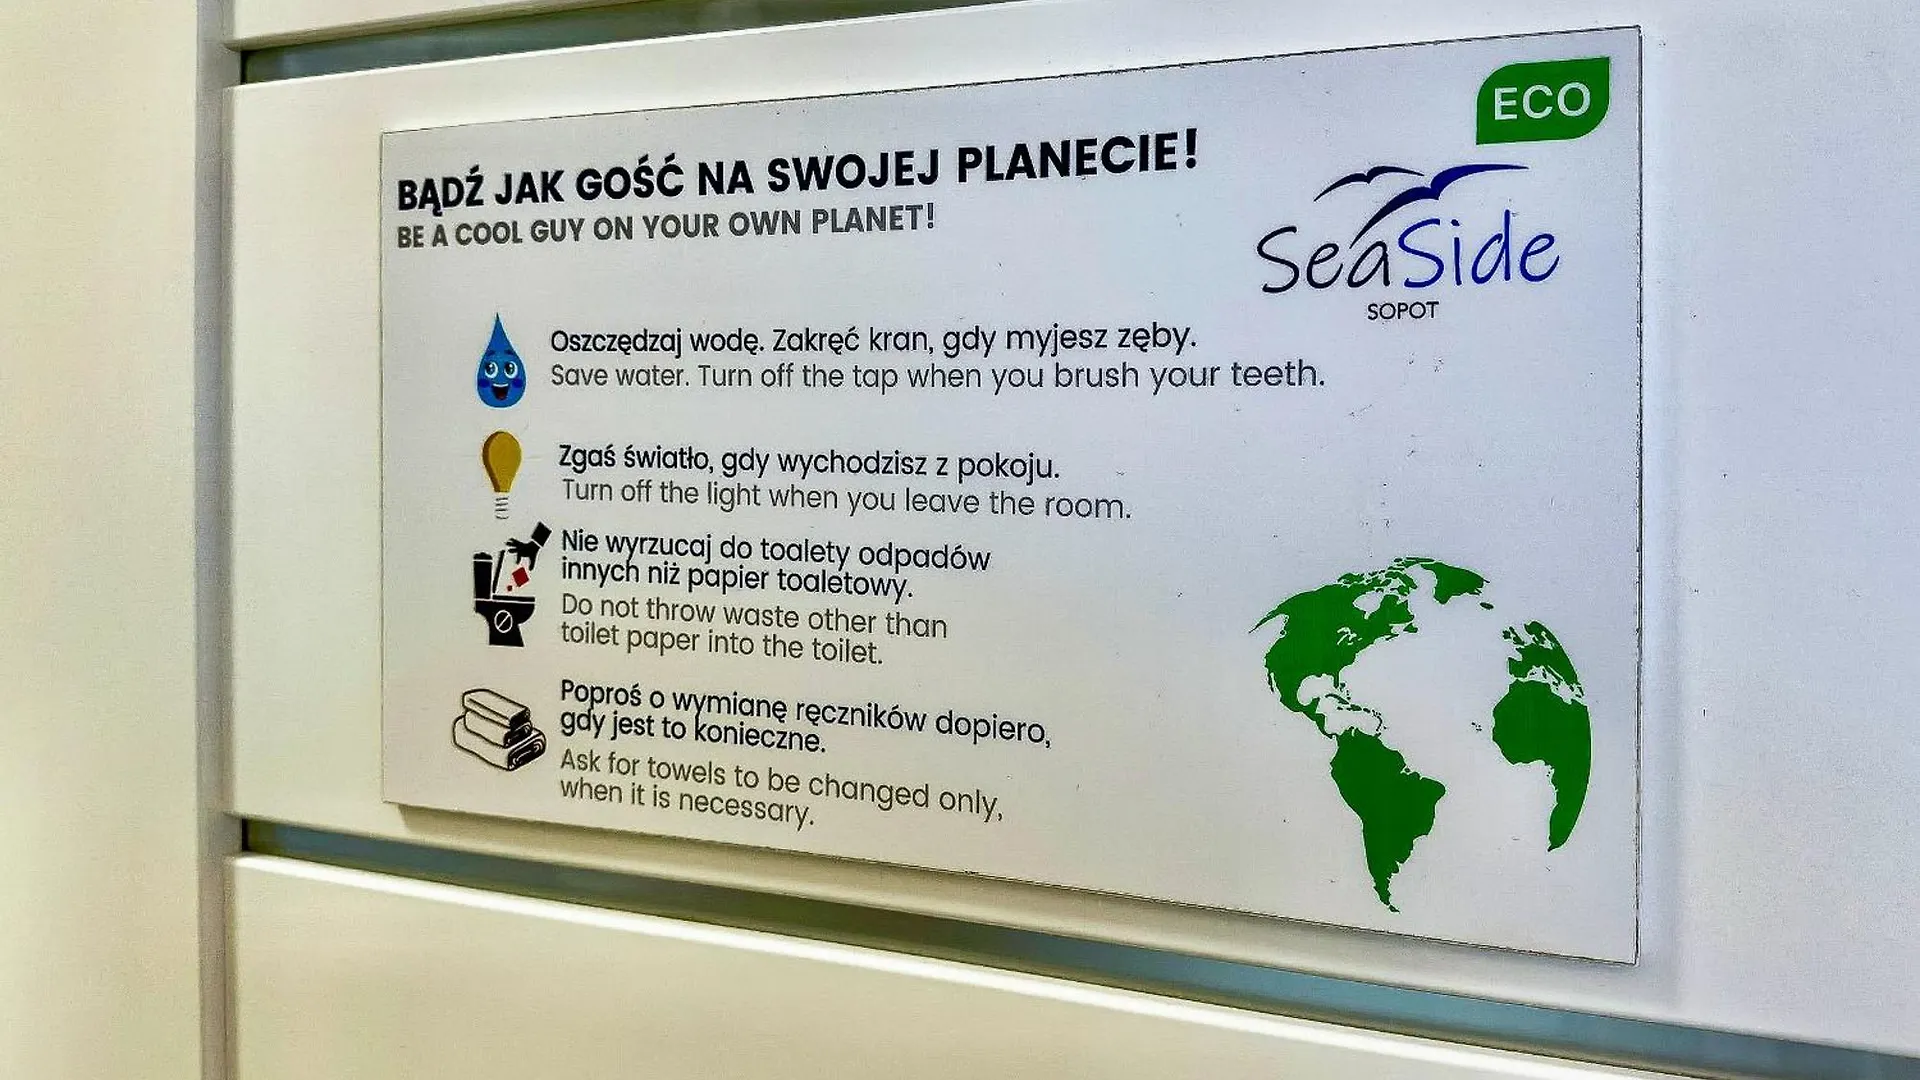 ECO
BĄDŹ JAK GOŚĆ NA SWOJEJ PLANECIE!
BE A COOL GUY ON YOUR OWN PLANET!
SeaSide
SOPOT
Oszczędzaj wodę. Zakręć kran, gdy myjesz zęby.
Save water. Turn off the tap when you brush your teeth.
Zgaś światło, gdy wychodzisz z pokoju.
Turn off the light when you leave the room.
Nie wyrzucaj do toalety odpadów
innych niż papier toaletowy.
Do not throw waste other than
toilet paper into the toilet.
Poproś o wymianę ręczników dopiero,
gdy jest to konieczne.
Ask for towels to be changed only,
when it is necessary.